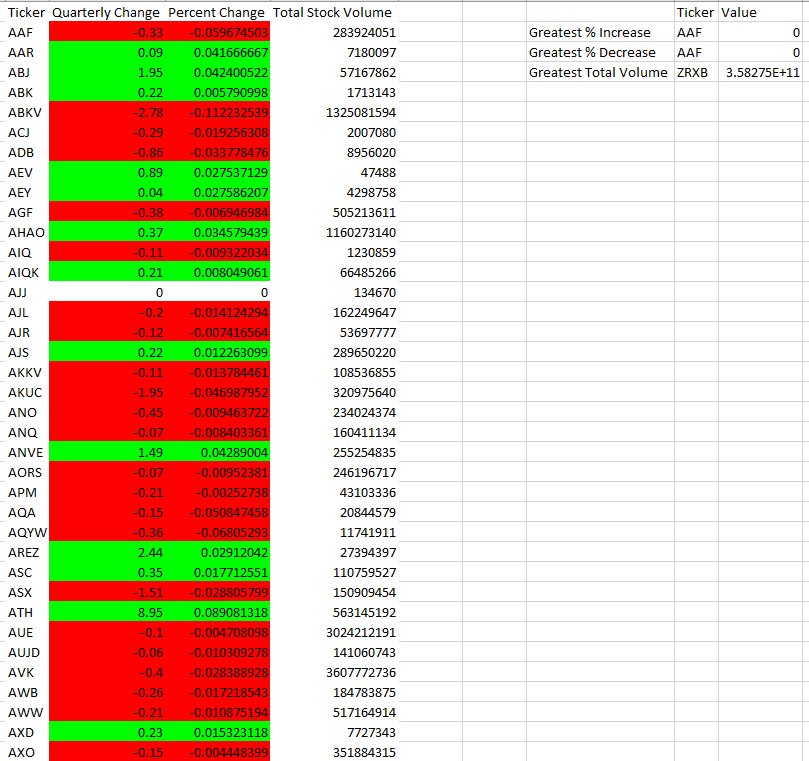 Ticker Quarterly Change Percent Change Total Stock Volume Ticker Value
AAF -0.33 -0.059674503 283924051 Greatest % Increase AAF 0
AAR 0.09 0.041666667 7180097 Greatest % Decrease AAF 0
ABJ 1.95 0.042400522 57167862 Greatest Total Volume ZRXB 3.58275E+11
ABK 0.22 0.005790998 1713143
ABKV -2.78 -0.112232539 1325081594
ACJ -0.29 -0.019256308 2007080
ADB -0.86 -0.033778476 8956020
AEV 0.89 0.027537129 47488
AEY 0.04 0.027586207 4298758
AGF -0.38 -0.006946984 505213611
AHAO 0.37 0.034579439 1160273140
AIQ -0.11 -0.009322034 1230859
AIQK 0.21 0.008049061 66485266
AJJ 0 0 134670
AJL -0.2 -0.014124294 162249647
AJR -0.12 -0.007416564 53697777
AJS 0.22 0.012263099 289650220
AKKV -0.11 -0.013784461 108536855
AKUC -1.95 -0.046987952 320975640
ANO -0.45 -0.009463722 234024374
ANQ -0.07 -0.008403361 160411134
ANVE 1.49 0.04289004 255254835
AORS -0.07 -0.00952381 246196717
APM -0.21 -0.00252738 43103336
AQA -0.15 -0.050847458 20844579
AQYW -0.36 -0.06805293 11741911
AREZ 2.44 0.02912042 27394397
ASC 0.35 0.017712551 110759527
ASX -1.51 -0.028805799 150909454
ATH 8.95 0.089081318 563145192
AUE -0.1 -0.004708098 3024212191
AUJD -0.06 -0.010309278 141060743
AVK -0.4 -0.028388928 3607772736
AWB -0.26 -0.017218543 184783875
AWW -0.21 -0.010875194 517164914
AXD 0.23 0.015323118 7727343
AXO -0.15 -0.004448399 351884315